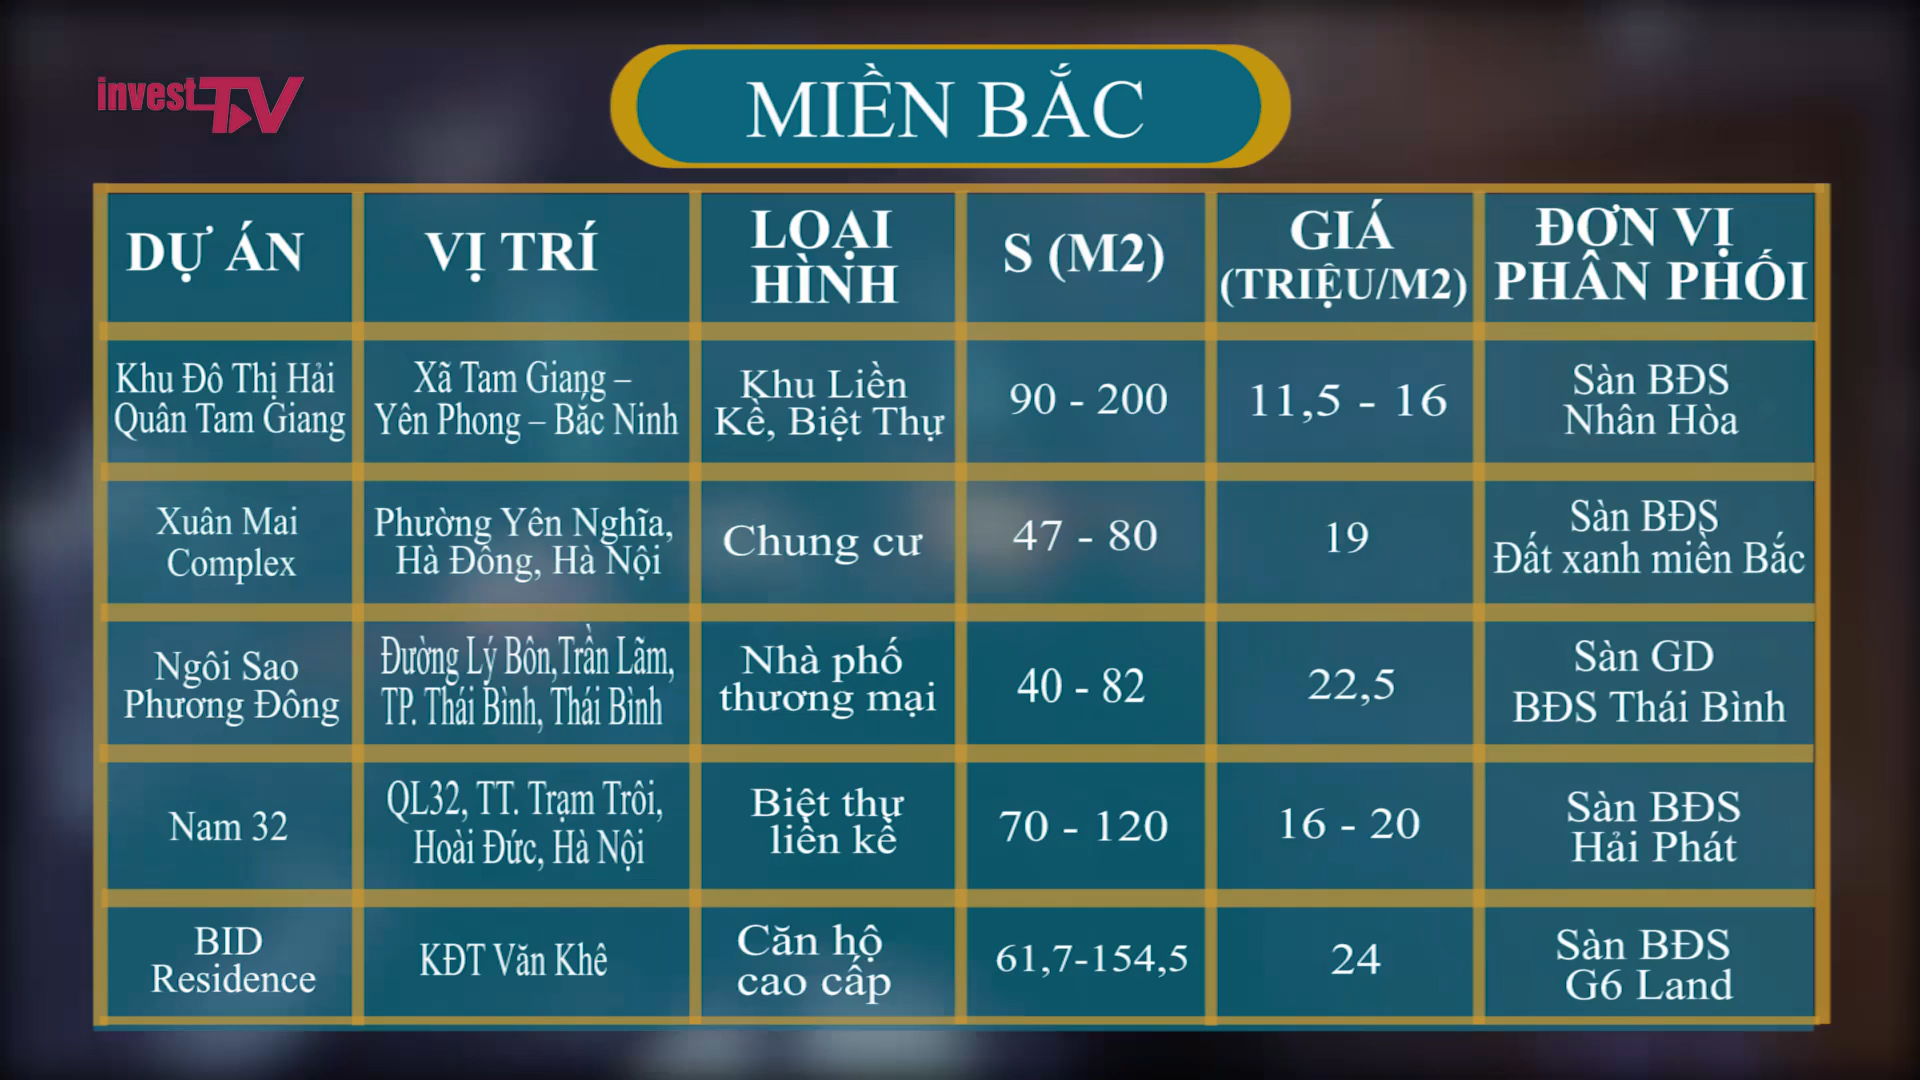 invest TV
MIỀN BẮC
DỰ ÁN
VỊ TRÍ
LOẠI
HÌNH
S (M2)
GIÁ
(TRIỆU/M2)
ĐƠN VỊ
PHÂN PHỐI
Khu Đô Thị Hải
Quân Tam Giang
Xã Tam Giang –
Yên Phong – Bắc Ninh
Khu Liền
Kề, Biệt Thự
90 - 200
11,5 - 16
Sàn BĐS
Nhân Hòa
Xuân Mai
Complex
Phường Yên Nghĩa,
Hà Đông, Hà Nội
Chung cư
47 - 80
19
Sàn BĐS
Đất xanh miền Bắc
Ngôi Sao
Phương Đông
Đường Lý Bôn,Trần Lãm,
TP. Thái Bình, Thái Bình
Nhà phố
thương mại
40 - 82
22,5
Sàn GD
BĐS Thái Bình
Nam 32
QL32, TT. Trạm Trôi,
Hoài Đức, Hà Nội
Biệt thự
liền kề
70 - 120
16 - 20
Sàn BĐS
Hải Phát
BID
Residence
KĐT Văn Khê
Căn hộ
cao cấp
61,7-154,5
24
Sàn BĐS
G6 Land